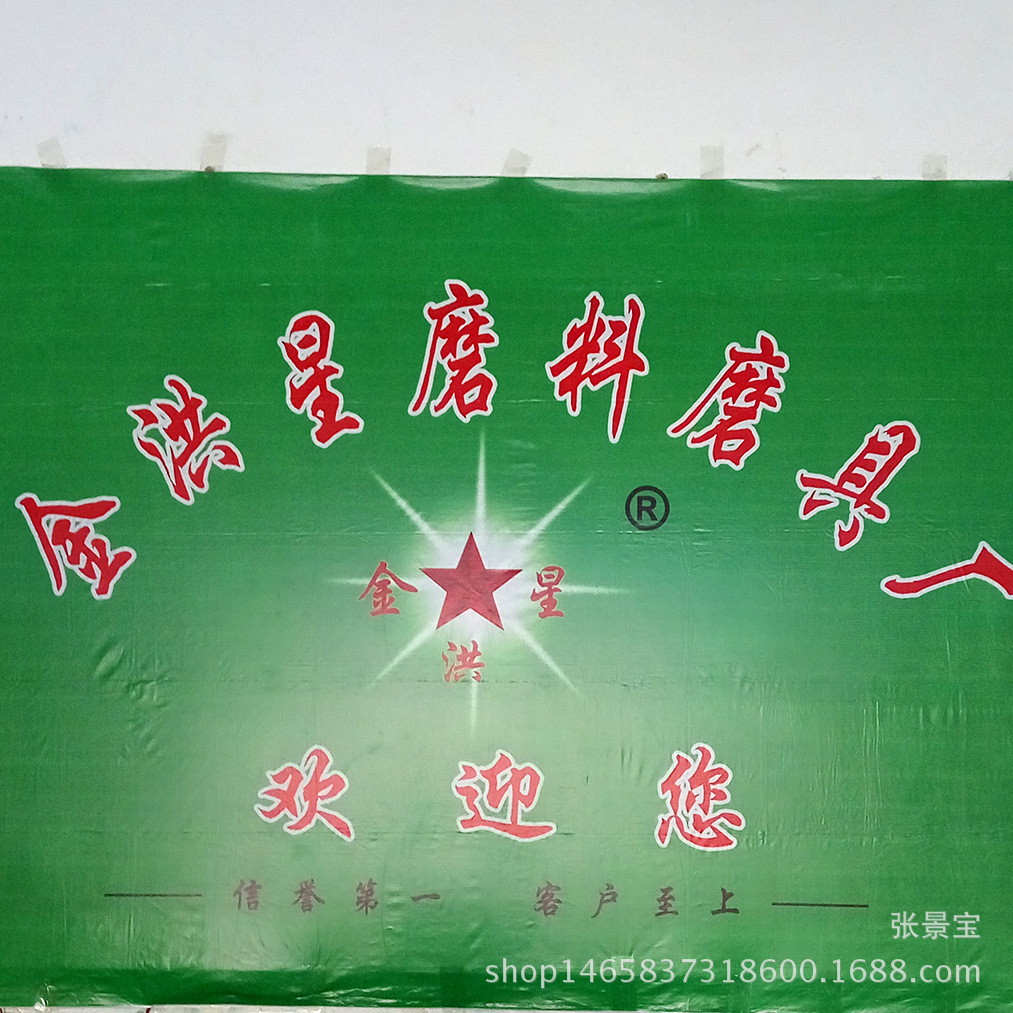 金洪星磨料磨具
®
金 星
洪
欢迎您
信誉第一 客户至上
张景宝
shop1465837318600.1688.com